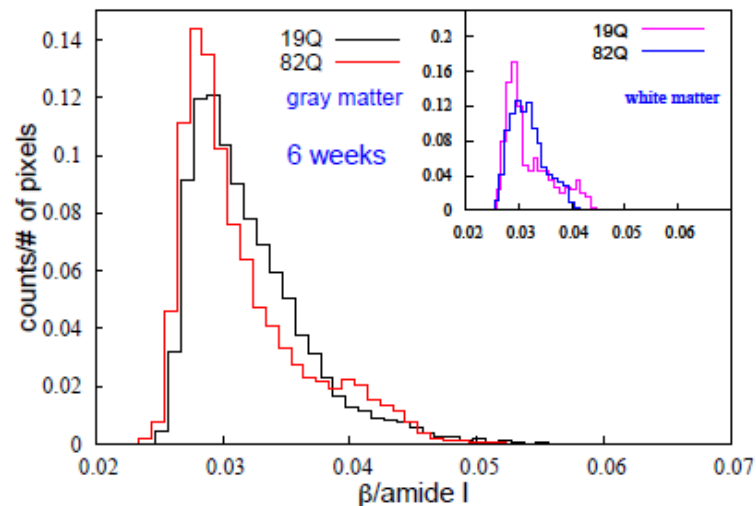 0.14
0.12
0.1
0.08
0.06
0.04
0.02
0
0.02
0.03
0.04
0.05
0.06
0.07
counts/# of pixels
β/amide I
19Q
82Q
gray matter
6 weeks
0.2
0.16
0.12
0.08
0.04
0
0.02
0.03
0.04
0.05
0.06
19Q
82Q
white matter